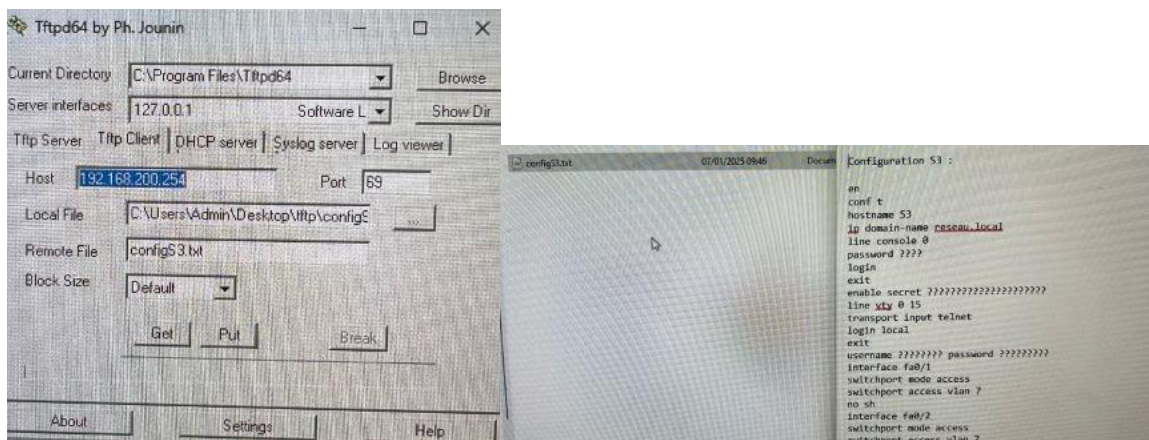 Tftpd64 by Ph. Jounin
Current Directory C:\Program Files\Tftpd64 Browse
Server interfaces 127.0.0.1 Software L Show Dir
Tftp Server Tftp Client DHCP server Syslog server Log viewer
Host 192.168.200.254 Port 69
Local File C:\Users\Admin\Desktop\tftp\configS ...
Remote File configS3.txt
Block Size Default
Get Put Break
About Settings Help
configS3.txt 07/01/2025 09:46 Docum
Configuration S3 :
en
conf t
hostname S3
ip domain-name reseau.local
line console 0
password ????
login
exit
enable secret ?????????????????????
line vty 0 15
transport input telnet
login local
exit
username ???????? password ?????????
interface fa0/1
switchport mode access
switchport access vlan ?
no sh
interface fa0/2
switchport mode access
switchport access vlan ?